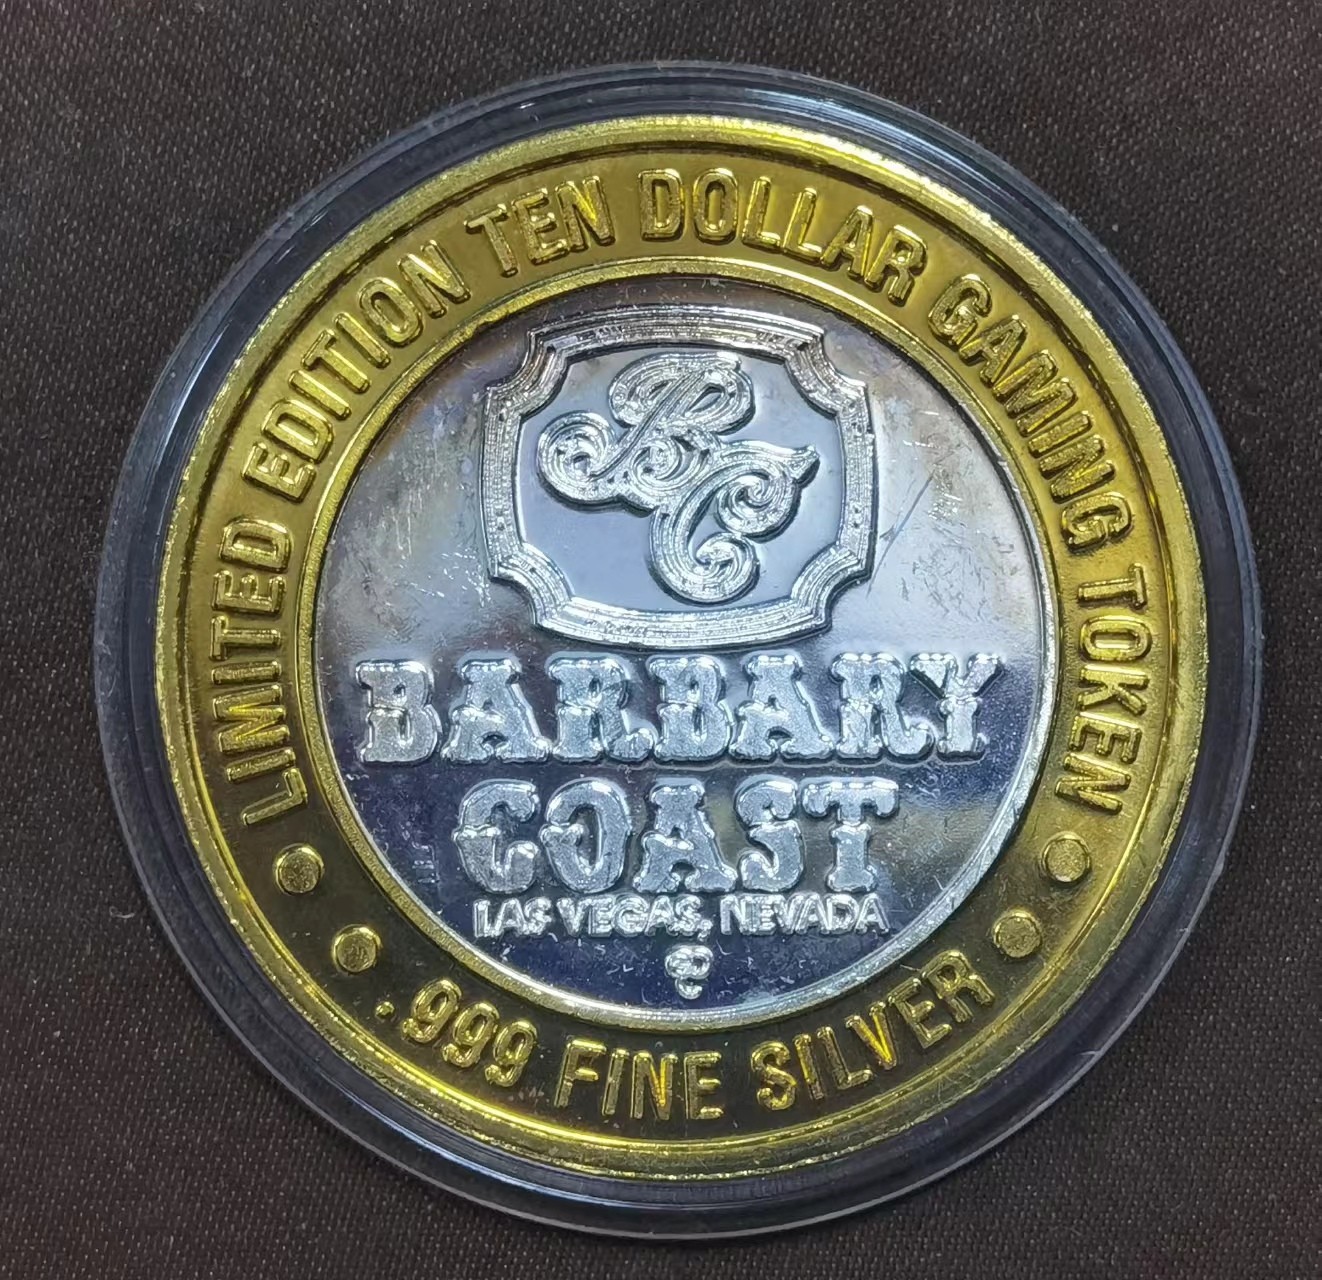 LIMITED EDITION TEN DOLLAR GAMING TOKEN
BC
BARBARY
COAST
LAS VEGAS, NEVADA
.999 FINE SILVER